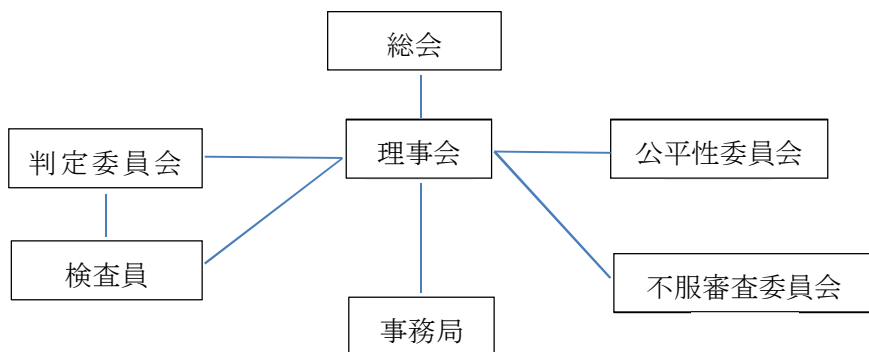 総会
理事会
判定委員会
公平性委員会
検査員
不服審査委員会
事務局